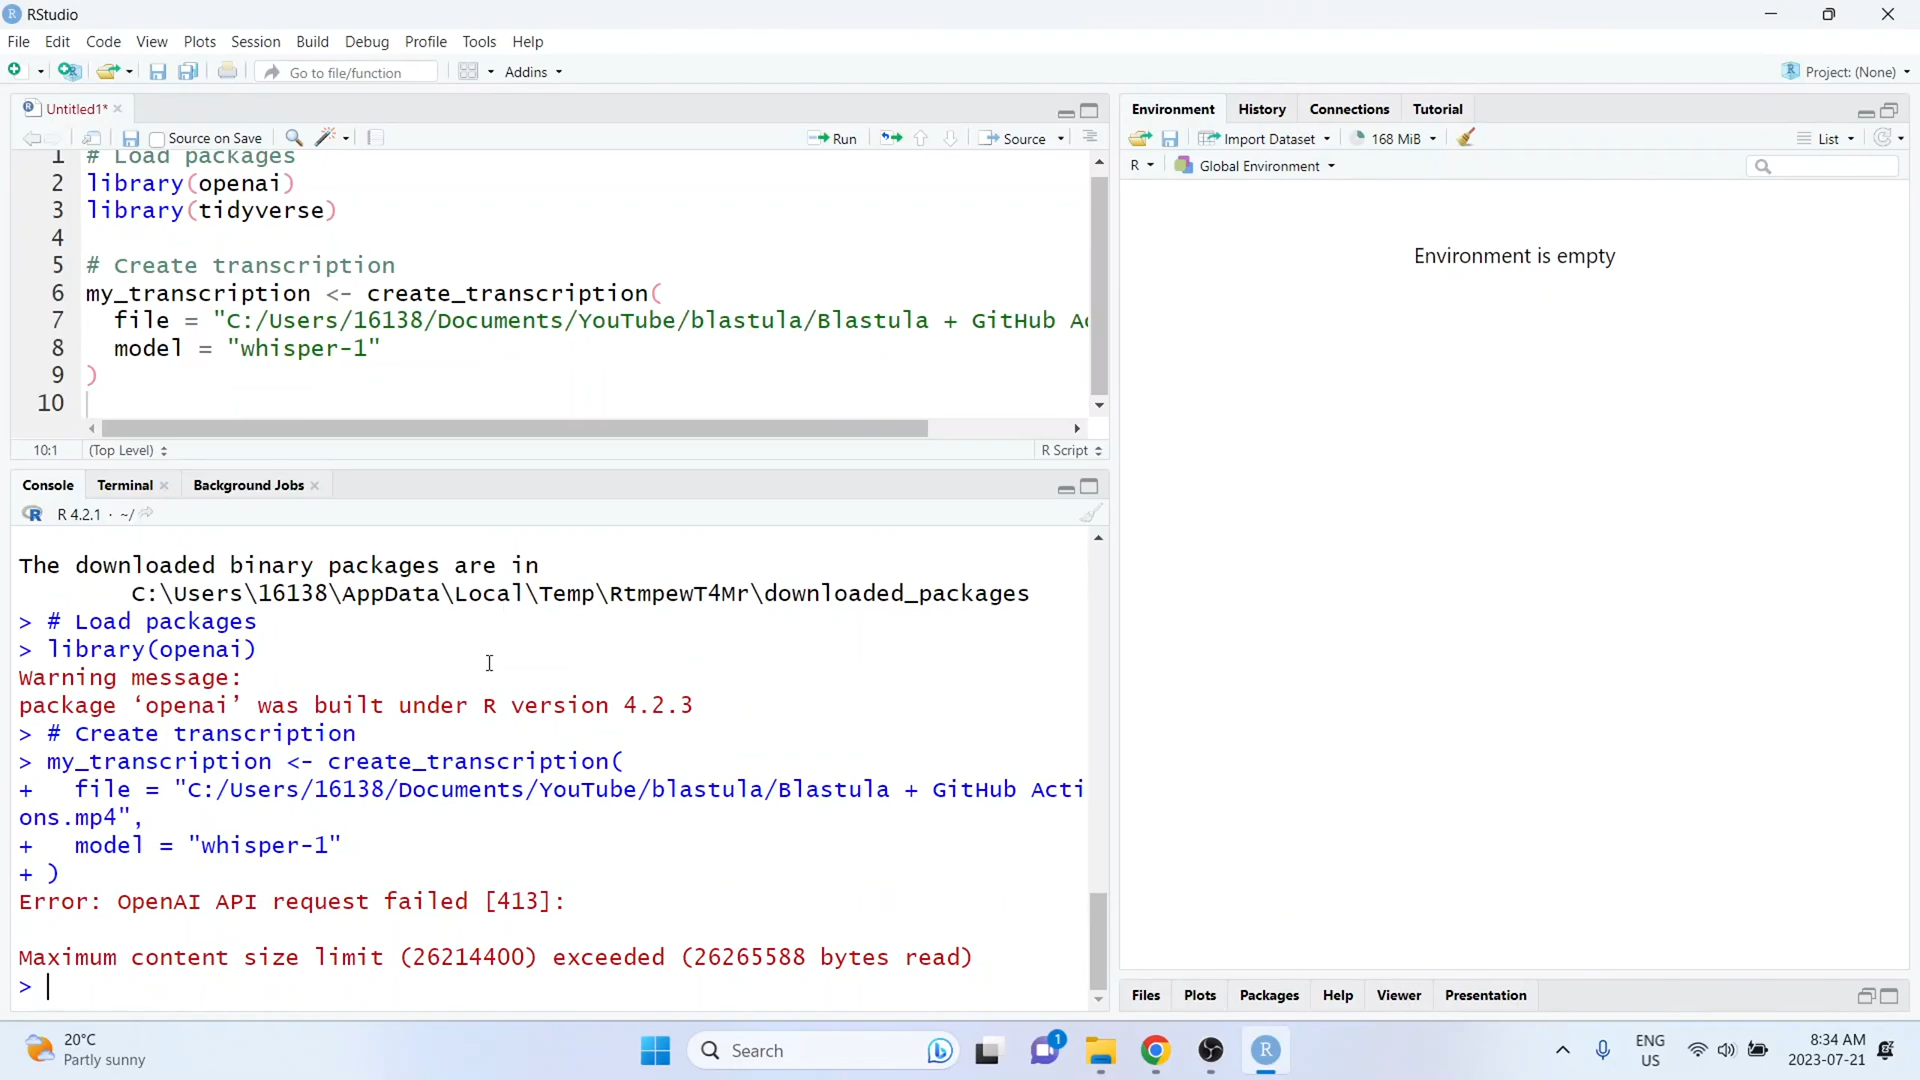 RStudio
File Edit Code View Plots Session Build Debug Profile Tools Help
Go to file/function Addins Project: (None)
Untitled1*
Source on Save Run Source
1 # Load packages
2 library(openai)
3 library(tidyverse)
4
5 # Create transcription
6 my_transcription <- create_transcription(
7 file = "C:/Users/16138/Documents/YouTube/blastula/Blastula + GitHub Ac
8 model = "whisper-1"
9 )
10
10:1 (Top Level) R Script
Console Terminal Background Jobs
R 4.2.1 · ~/
The downloaded binary packages are in
C:\Users\16138\AppData\Local\Temp\RtmpewT4Mr\downloaded_packages
> # Load packages
> library(openai)
Warning message:
package ‘openai’ was built under R version 4.2.3
> # Create transcription
> my_transcription <- create_transcription(
+ file = "C:/Users/16138/Documents/YouTube/blastula/Blastula + GitHub Acti
ons.mp4",
+ model = "whisper-1"
+ )
Error: OpenAI API request failed [413]:
Maximum content size limit (26214400) exceeded (26265588 bytes read)
>
Environment History Connections Tutorial
Import Dataset 168 MiB List
R Global Environment
Environment is empty
Files Plots Packages Help Viewer Presentation
20°C
Partly sunny
Search
1
ENG
US
8:34 AM
2023-07-21